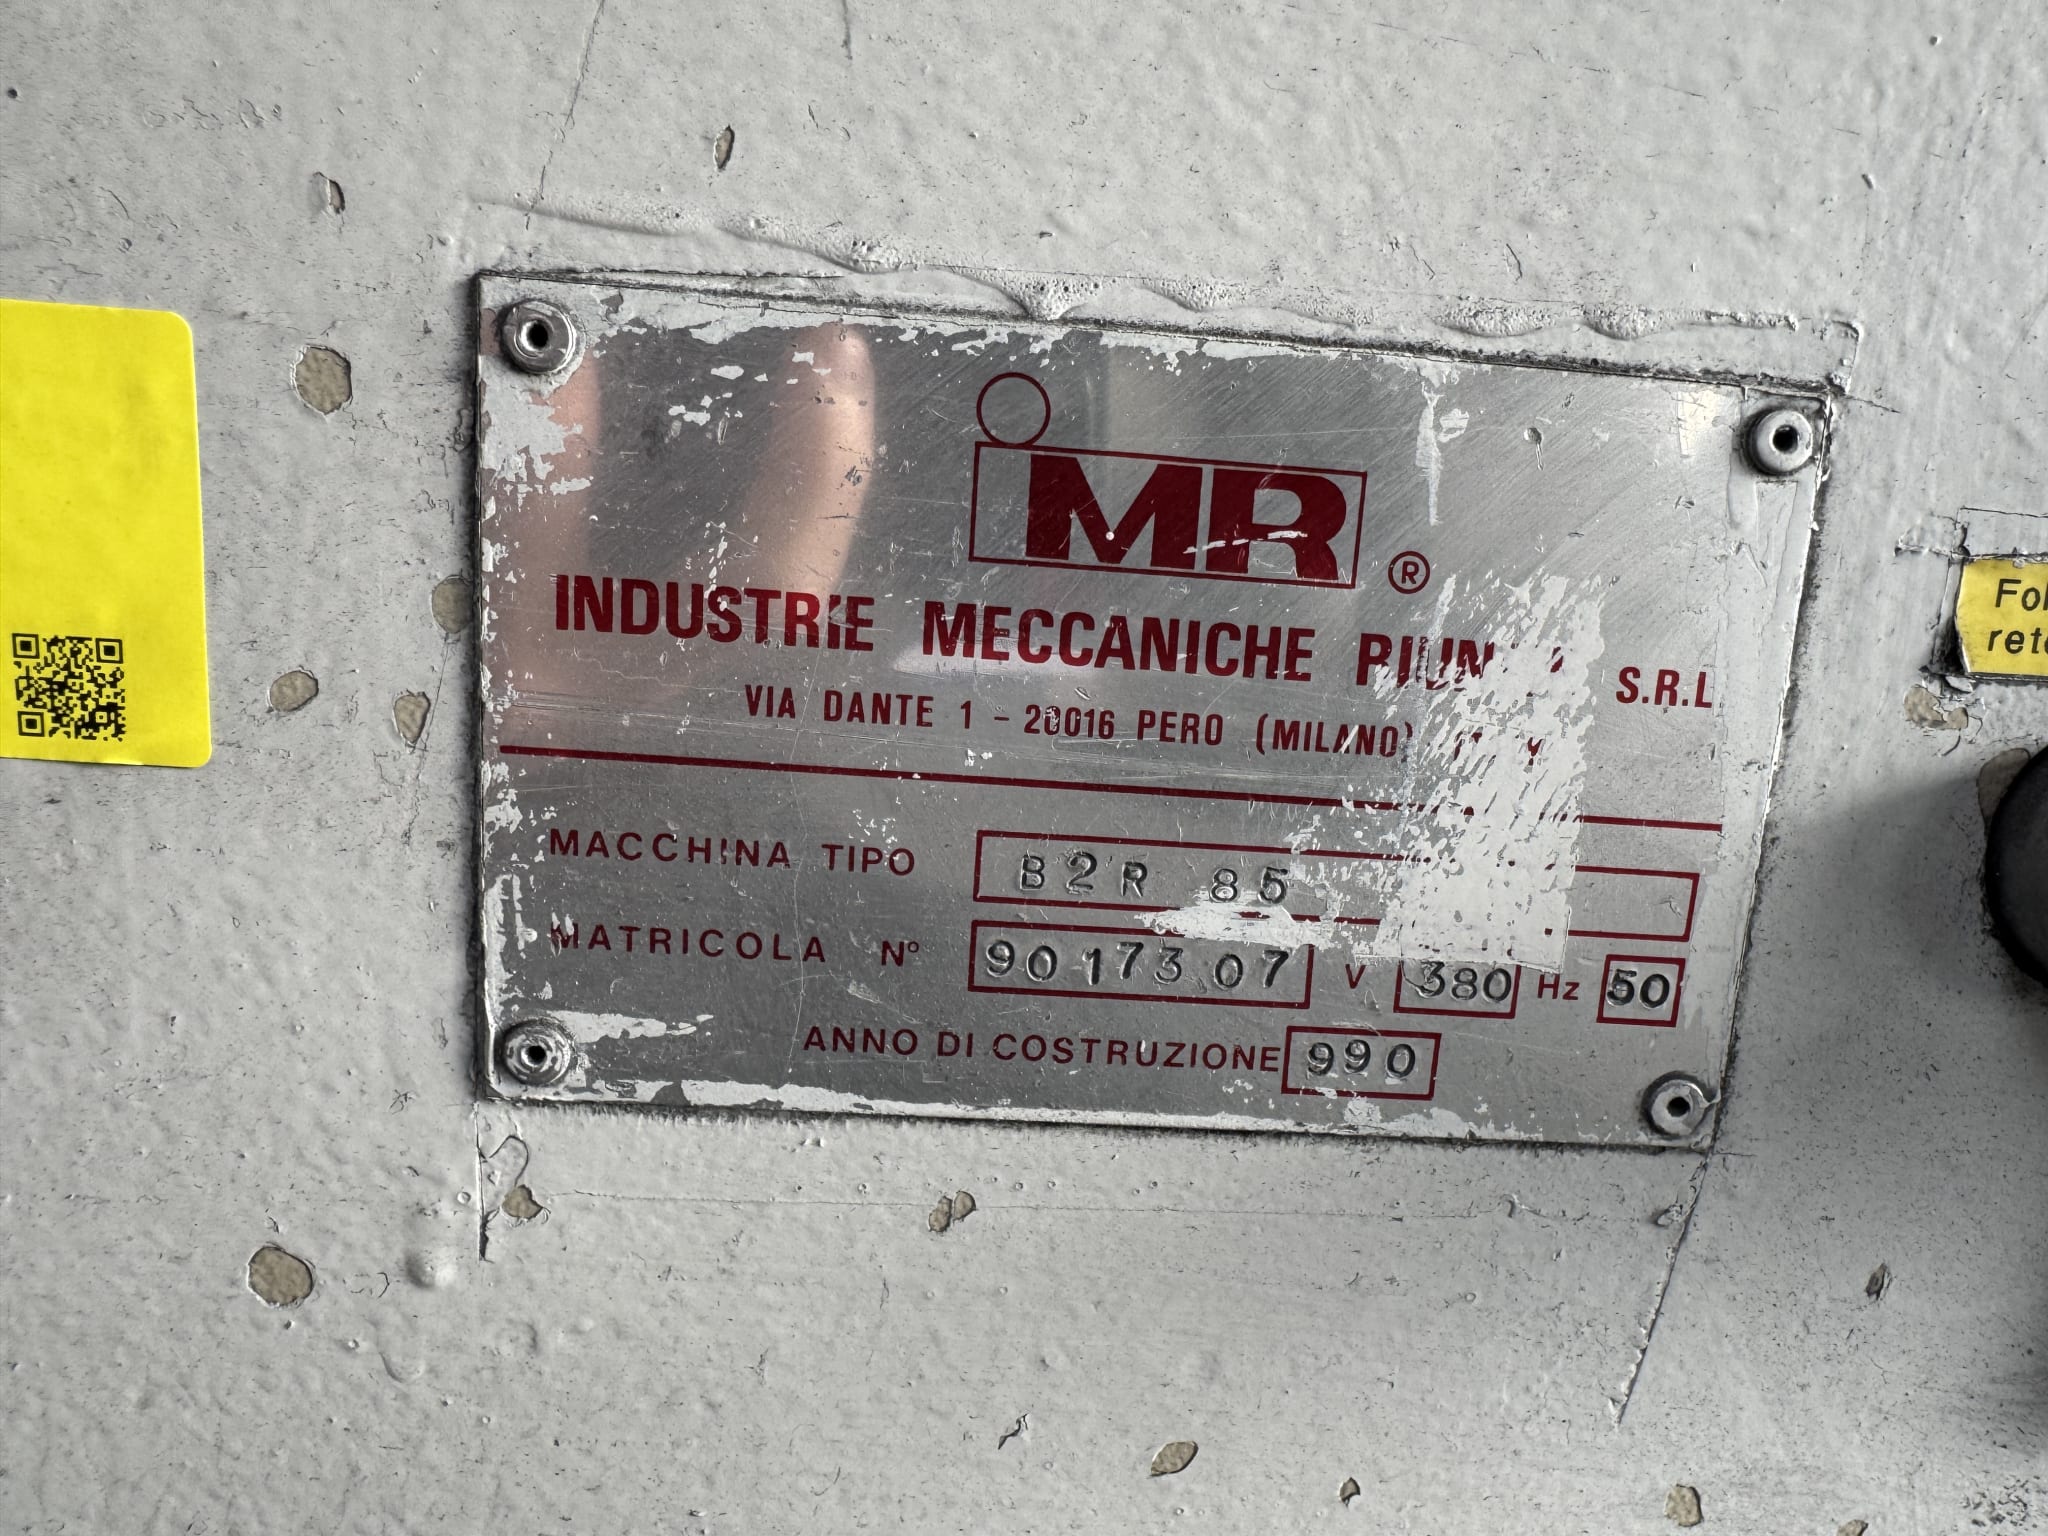 MR ®
INDUSTRIE MECCANICHE S.R.L.
VIA DANTE 1 - 20016 PERO (MILANO)
MACCHINA TIPO B2R 85
MATRICOLA N° 90 173 07 V 380 Hz 50
ANNO DI COSTRUZIONE 990